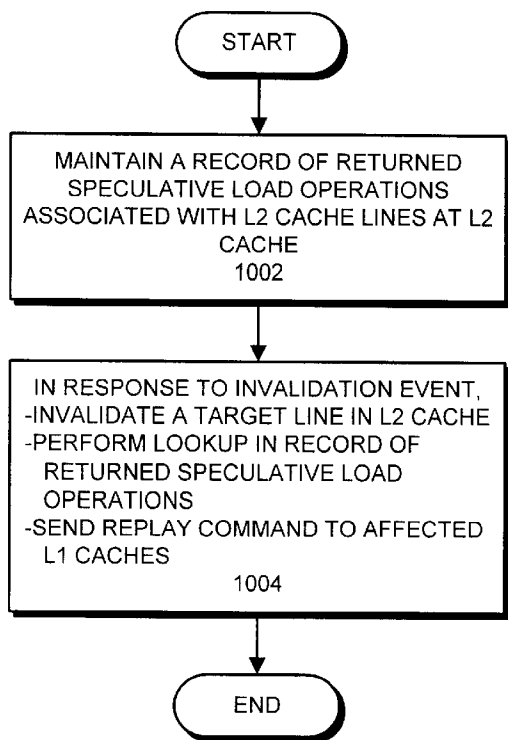 START
MAINTAIN A RECORD OF RETURNED
SPECULATIVE LOAD OPERATIONS
ASSOCIATED WITH L2 CACHE LINES AT L2
CACHE
1002
IN RESPONSE TO INVALIDATION EVENT,
-INVALIDATE A TARGET LINE IN L2 CACHE
-PERFORM LOOKUP IN RECORD OF
RETURNED SPECULATIVE LOAD
OPERATIONS
-SEND REPLAY COMMAND TO AFFECTED
L1 CACHES
1004
END